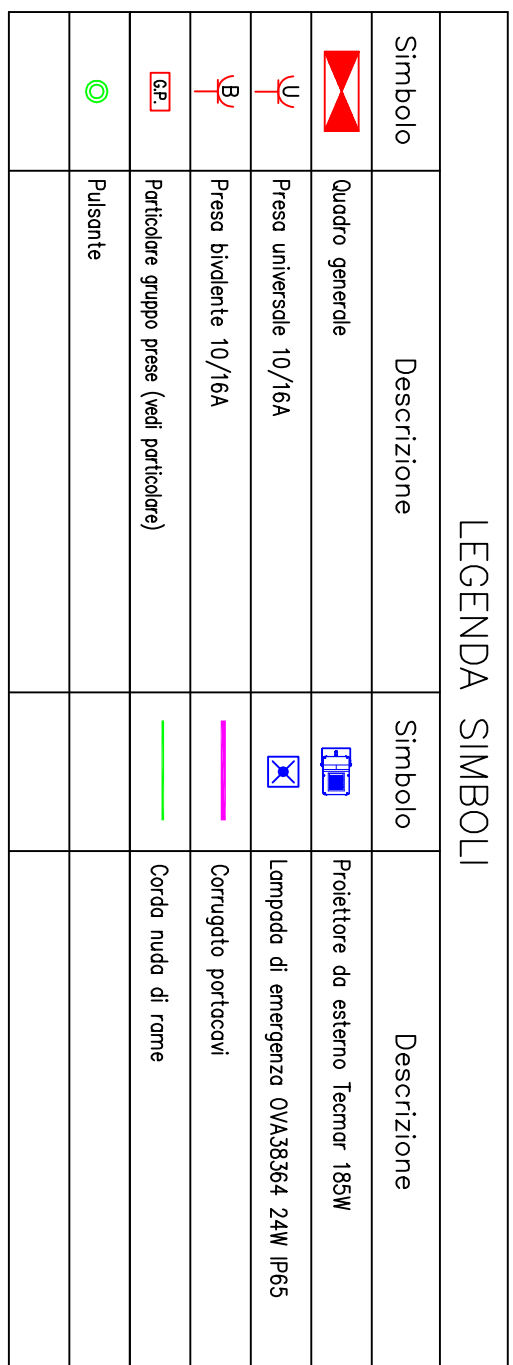 LEGENDA SIMBOLI
Simbolo Descrizione Simbolo Descrizione
Quadro generale Proiettore da esterno Tecmar 185W
U Presa universale 10/16A Lampada di emergenza OVA38364 24W IP65
B Presa bivalente 10/16A Corrugato portacavi
G.P. Particolare gruppo prese (vedi particolare) Corda nuda di rame
Pulsante